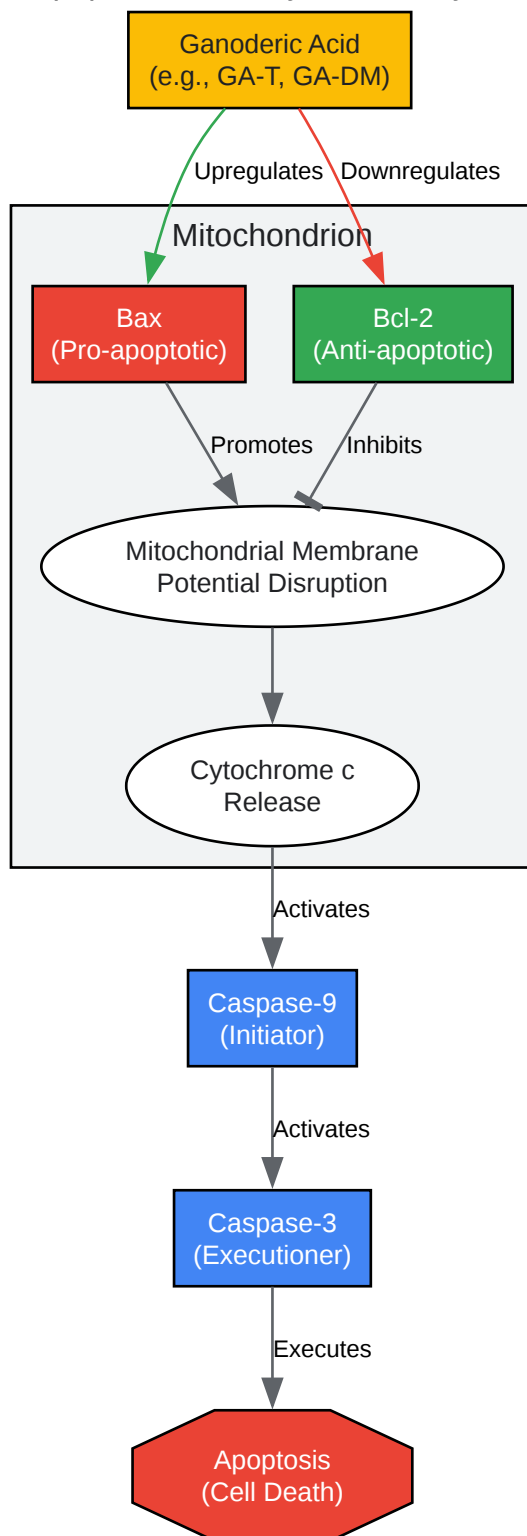 Ganoderic Acid
(e.g., GA-T, GA-DM)
Upregulates
Downregulates
Mitochondrion
Bax
(Pro-apoptotic)
Bcl-2
(Anti-apoptotic)
Promotes
Inhibits
Mitochondrial Membrane
Potential Disruption
Cytochrome c
Release
Activates
Caspase-9
(Initiator)
Activates
Caspase-3
(Executioner)
Executes
Apoptosis
(Cell Death)